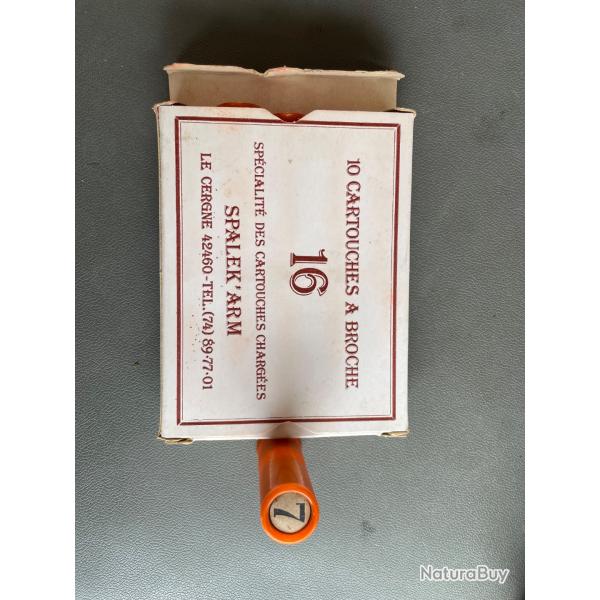 10 CARTOUCHES A BROCHE
16
SPÉCIALITÉ DES CARTOUCHES CHARGÉES
SPALEK'ARM
LE CERGNE 42460-TEL.(74) 89-77-01
7
NaturaBuy